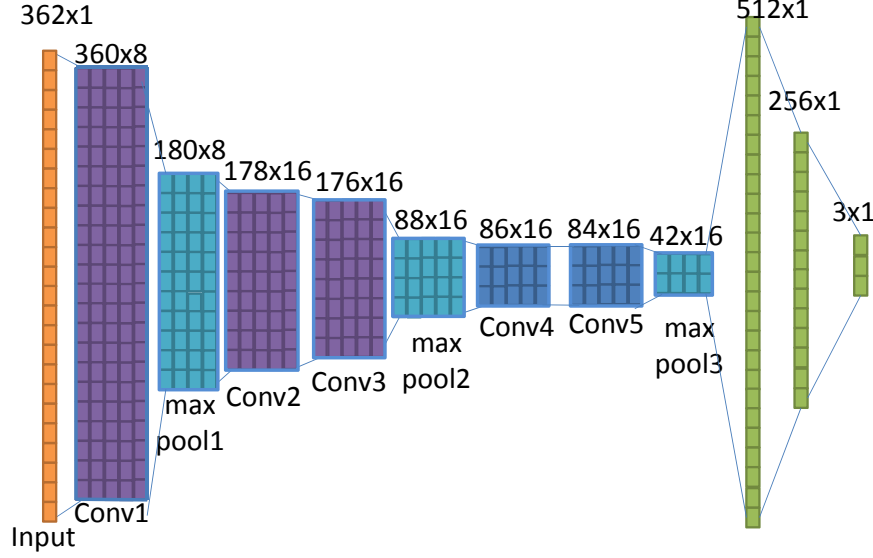 362x1
360x8
180x8
178x16
176x16
88x16
86x16
84x16
42x16
512x1
256x1
3x1
Input
Conv1
max
pool1
Conv2
Conv3
max
pool2
Conv4
Conv5
max
pool3